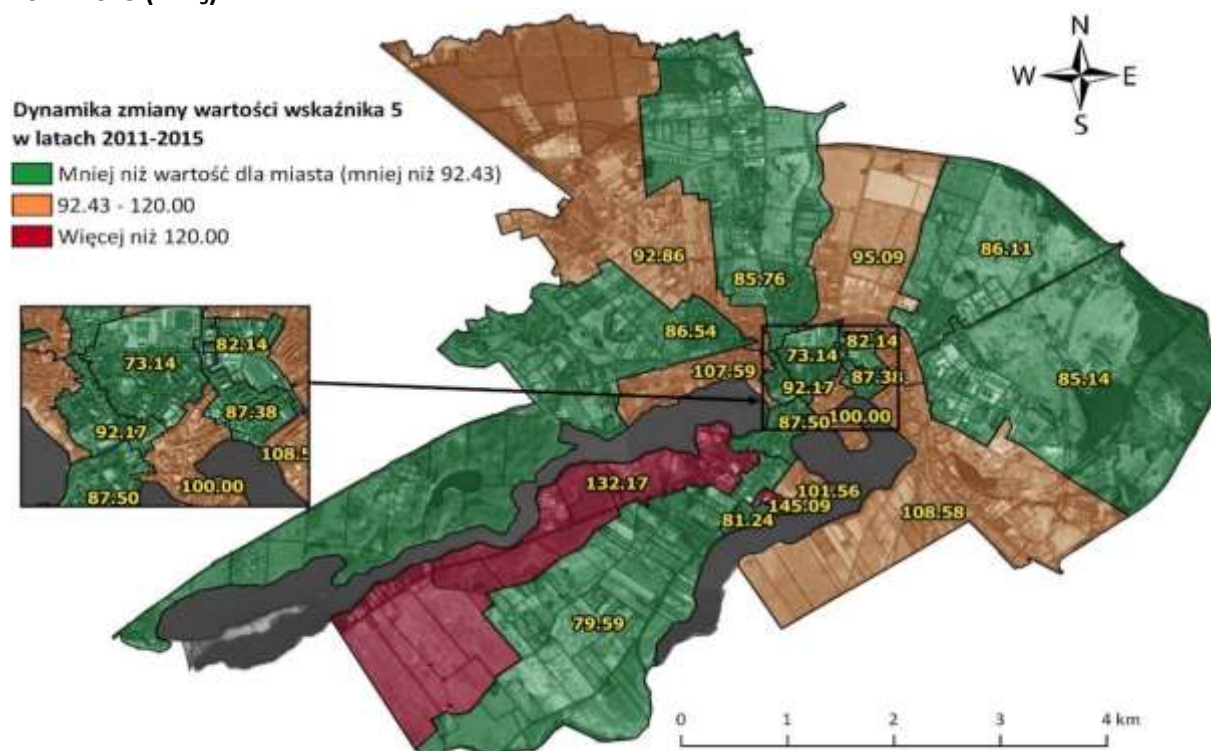 Dynamika zmiany wartości wskaźnika 5
w latach 2011-2015
Mniej niż wartość dla miasta (mniej niż 92.43)
92.43 - 120.00
Więcej niż 120.00
N
W E
S
92.86
85.76
95.09
86.11
86.54
85.14
107.59
73.14
82.14
92.17
87.38
87.50
100.00
73.14
82.14
87.38
92.17
87.50
100.00
132.17
101.56
145.09
81.24
108.58
79.59
0 1 2 3 4 km